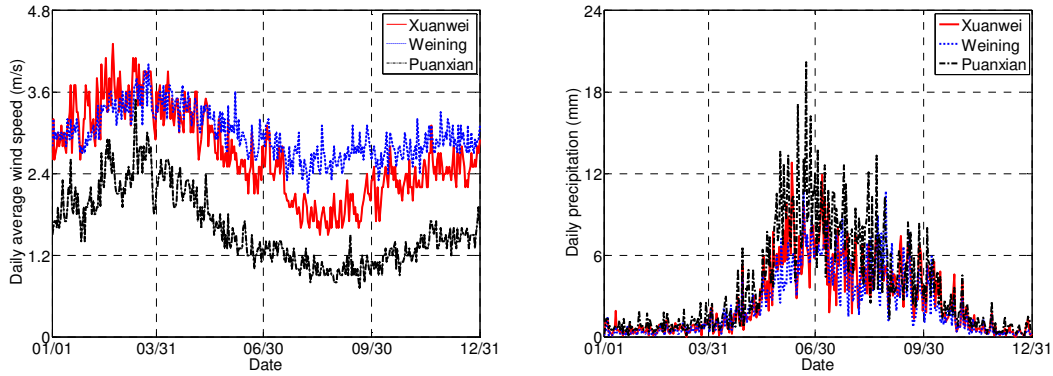 4.8
3.6
2.4
1.2
0
Daily average wind speed (m/s)
01/01 03/31 06/30 09/30 12/31
Date
Xuanwei
Weining
Puanxian
24
18
12
6
0
Daily precipitation (mm)
01/01 03/31 06/30 09/30 12/31
Date
Xuanwei
Weining
Puanxian